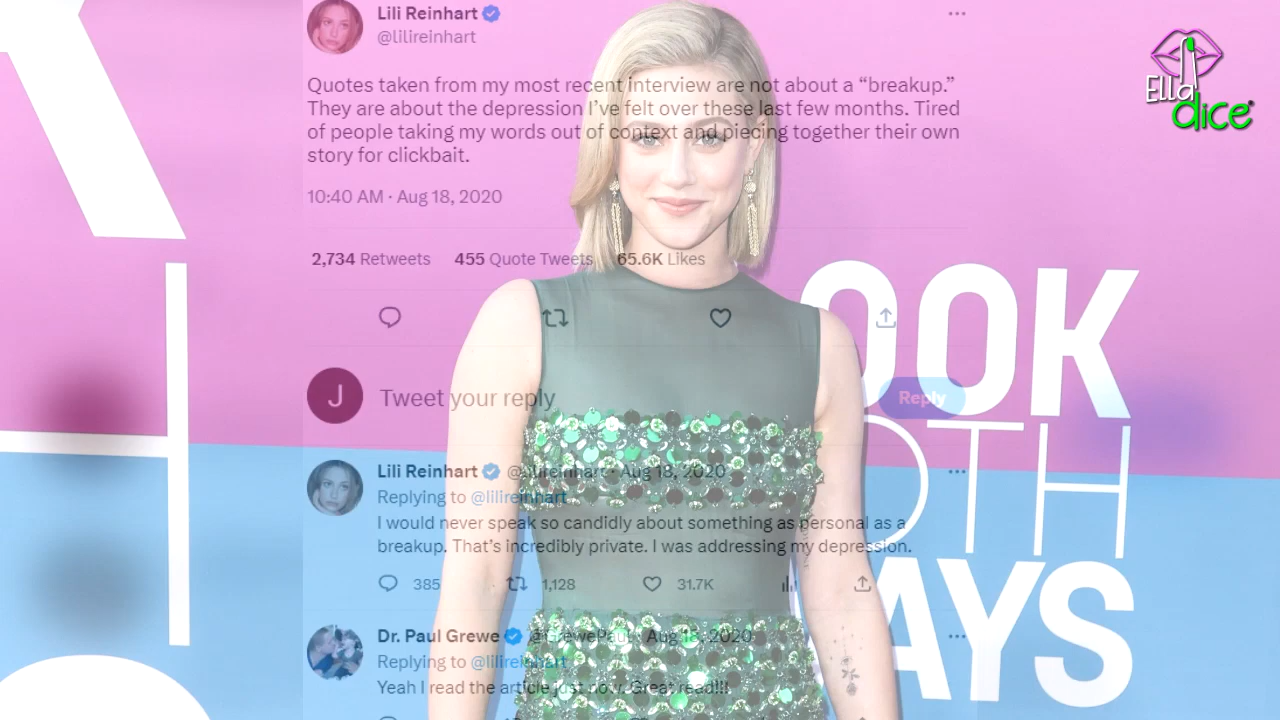 Lili Reinhart
@lilireinhart
Quotes taken from my most recent interview are not about a “breakup.”
They are about the depression I’ve felt over these last few months. Tired
of people taking my words out of context and piecing together their own
story for clickbait.
10:40 AM · Aug 18, 2020
2,734 Retweets 455 Quote Tweets 65.6K Likes
J Tweet your reply Reply
Lili Reinhart @lilireinhart · Aug 18, 2020
Replying to @lilireinhart
I would never speak so candidly about something as personal as a
breakup. That’s incredibly private. I was addressing my depression.
385 1,128 31.7K
Dr. Paul Grewe @GrewePaul · Aug 18, 2020
Replying to @lilireinhart
Yeah I read the article just now. Great read!!!
Ella
dice
OOK
OTH
AYS